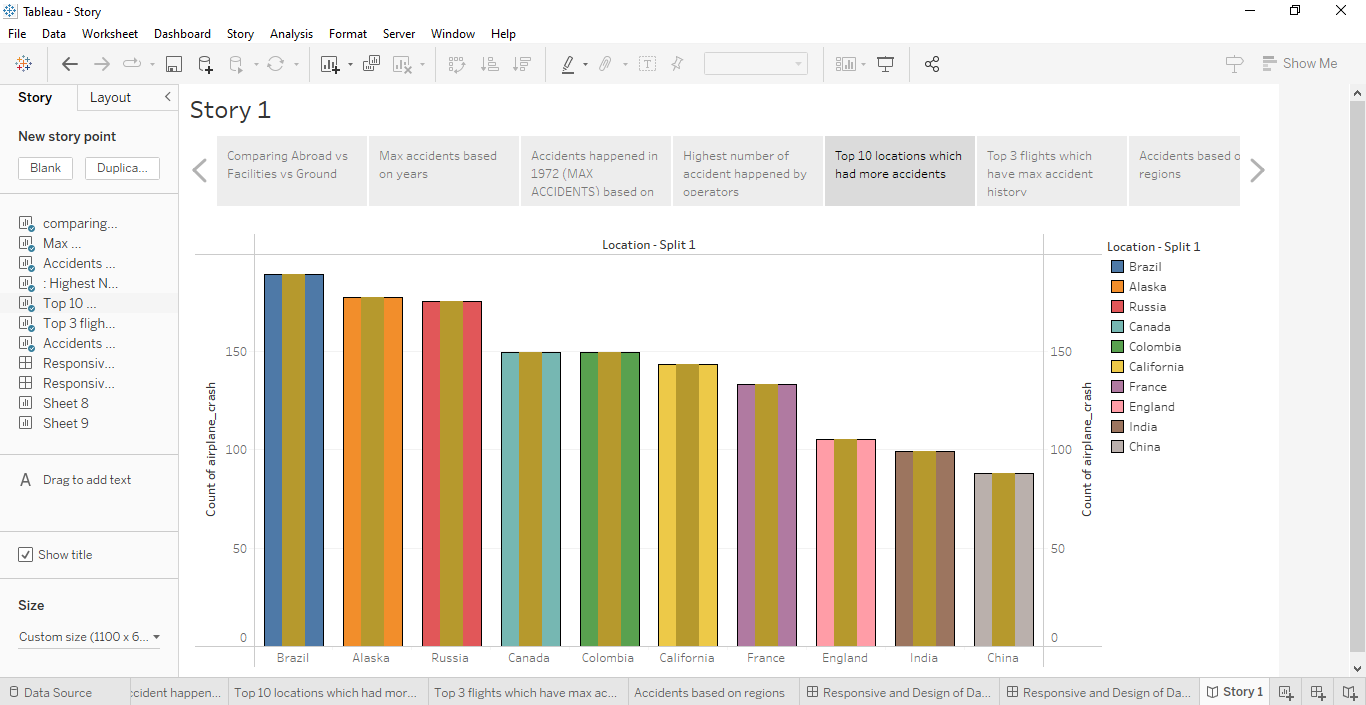 Tableau - Story
File Data Worksheet Dashboard Story Analysis Format Server Window Help
Show Me
Story Layout
New story point
Blank Duplica...
comparing...
Max ...
Accidents ...
: Highest N...
Top 10 ...
Top 3 fligh...
Accidents ...
Responsiv...
Responsiv...
Sheet 8
Sheet 9
A Drag to add text
Show title
Size
Custom size (1100 x 6...
Story 1
Comparing Abroad vs
Facilities vs Ground
Max accidents based
on years
Accidents happened in
1972 (MAX
ACCIDENTS) based on
Highest number of
accident happened by
operators
Top 10 locations which
had more accidents
Top 3 flights which
have max accident
history
Accidents based o
regions
Location - Split 1
150
100
50
0
Count of airplane_crash
Brazil Alaska Russia Canada Colombia California France England India China
150
100
50
0
Count of airplane_crash
Location - Split 1
Brazil
Alaska
Russia
Canada
Colombia
California
France
England
India
China
Data Source ccident happen... Top 10 locations which had mor... Top 3 flights which have max ac... Accidents based on regions Responsive and Design of Da... Responsive and Design of Da... Story 1